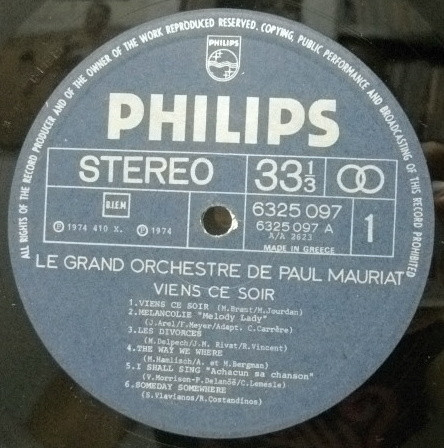 ALL RIGHTS OF THE RECORD PRODUCER AND OF THE OWNER OF THE WORK REPRODUCED RESERVED. COPYING, PUBLIC PERFORMANCE AND BROADCASTING OF THIS RECORD PROHIBITED
PHILIPS
PHILIPS
STEREO
33 1/3
B.I.E.M.
6325 097
6325 097 A
A/A 2623
1
Ⓟ 1974 410 X. Ⓟ 1974
MADE IN GREECE
LE GRAND ORCHESTRE DE PAUL MAURIAT
VIENS CE SOIR
1.VIENS CE SOIR (M.Brant/M.Jourdan)
2.MELANCOLIE "Melody Lady"
(J.Arel/F.Meyer/Adapt. C.Carrère)
3.LES DIVORCES
(M.Delpech/J.M. Rivat/R.Vincent)
4.THE WAY WE WHERE
(M.Hamlisch/A. et M.Bergman)
5.I SHALL SING "Achacun sa chanson"
(V.Morrison-P.Delanöë/C.Lemesle)
6.SOMEDAY SOMEWHERE
(S.Vlavianos/R.Costandinos)